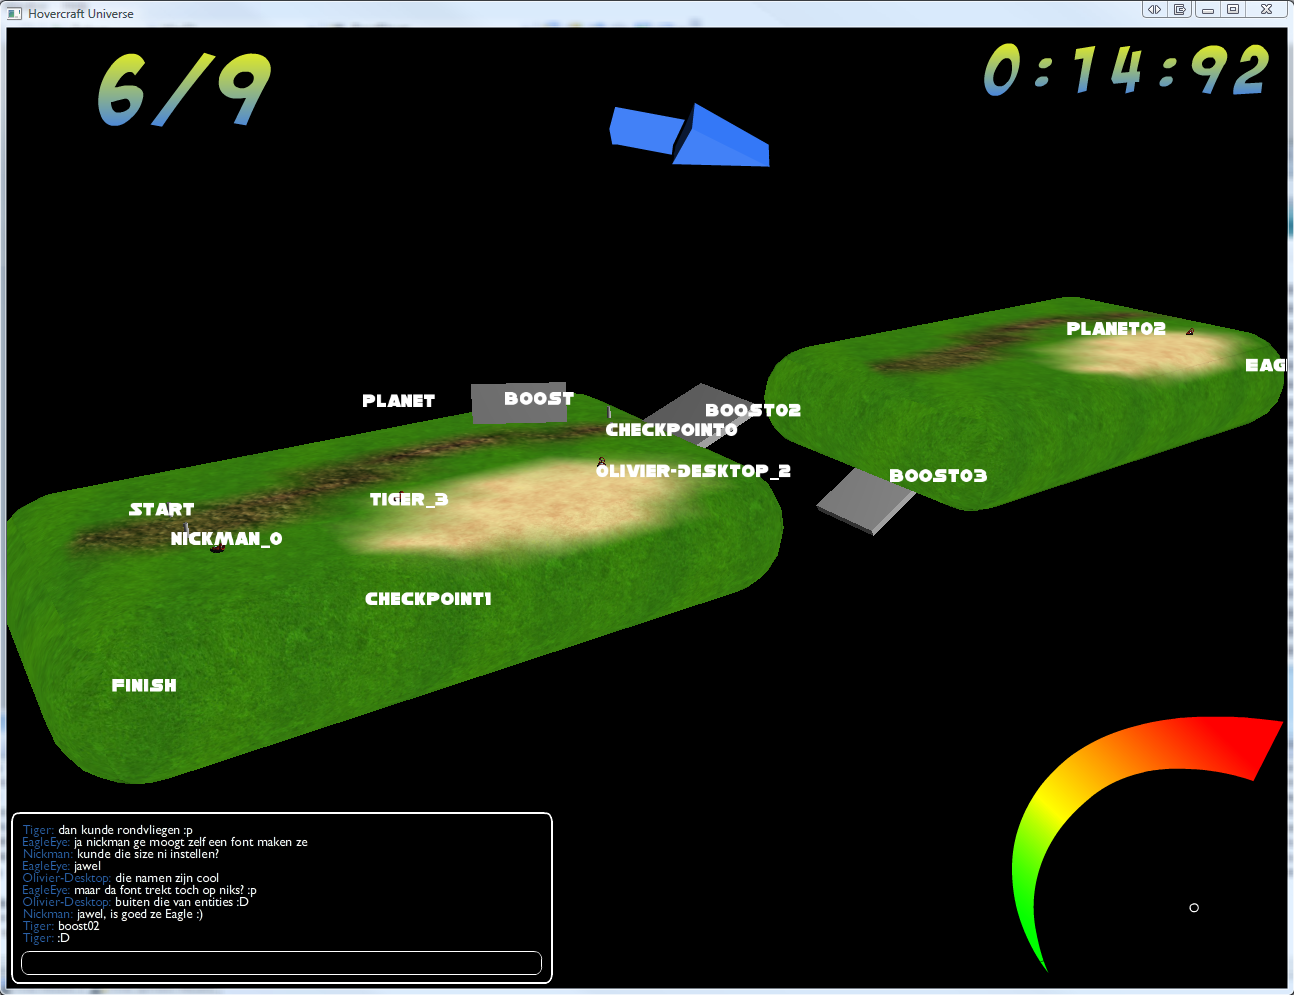 Hovercraft Universe
6/9
0:14:92
PLANET02
EAG
PLANET
BOOST
BOOST02
CHECKPOINT0
OLIVIER-DESKTOP_2
BOOST03
TIGER_3
START
NICKMAN_0
CHECKPOINT1
FINISH
Tiger: dan kunde rondvliegen :p
EagleEye: ja nickman ge moogt zelf een font maken ze
Nickman: kunde die size ni instellen?
EagleEye: jawel
Olivier-Desktop: die namen zijn cool
EagleEye: maar da font trekt toch op niks? :p
Olivier-Desktop: buiten die van entities :D
Nickman: jawel, is goed ze Eagle :)
Tiger: boost02
Tiger: :D